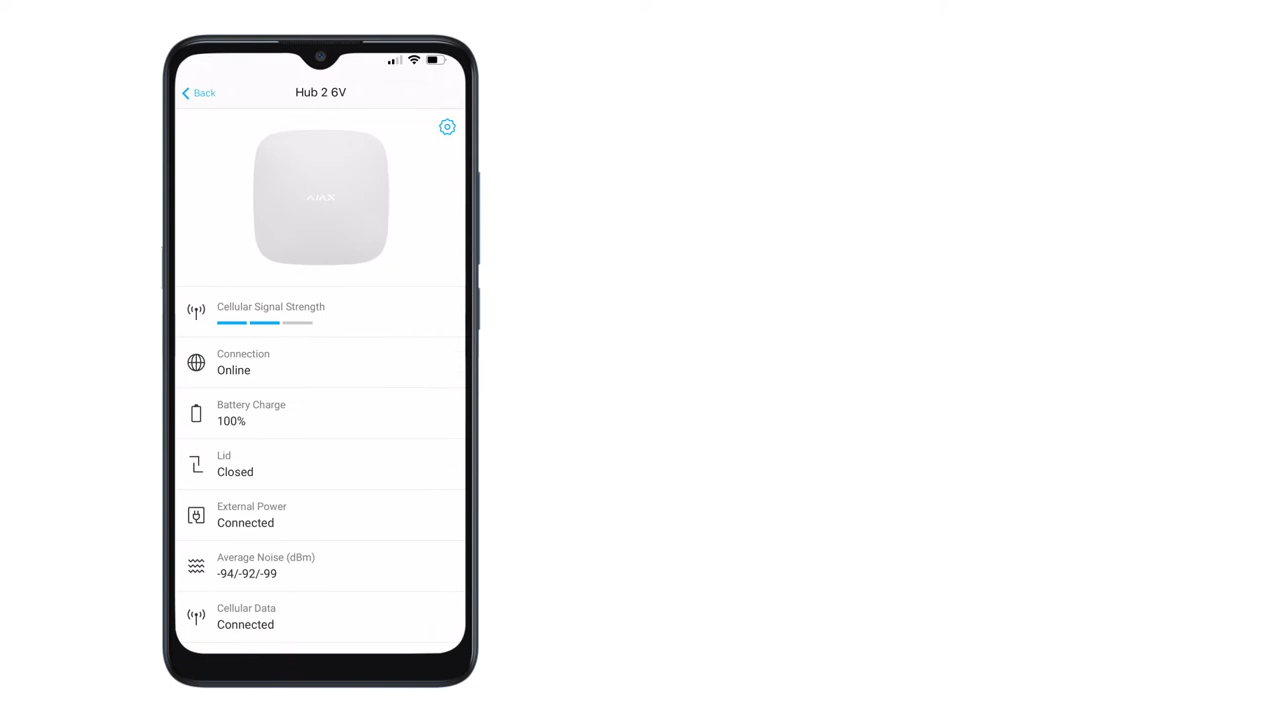 Back
Hub 2 6V
AJAX
Cellular Signal Strength
Connection
Online
Battery Charge
100%
Lid
Closed
External Power
Connected
Average Noise (dBm)
-94/-92/-99
Cellular Data
Connected